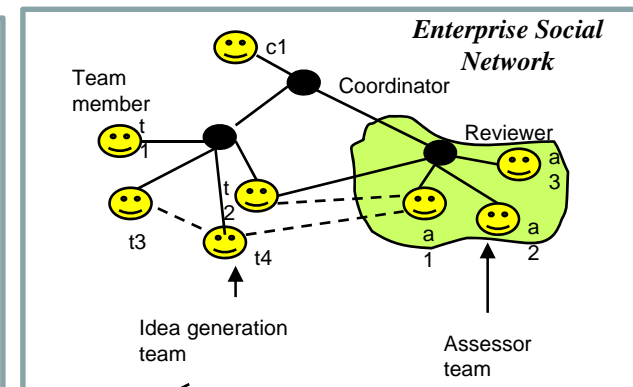 Enterprise Social
Network
c1
Coordinator
Team
member
t
1
Reviewer
a
3
t
2
t3
t4
a
1
a
2
Idea generation
team
Assessor
team